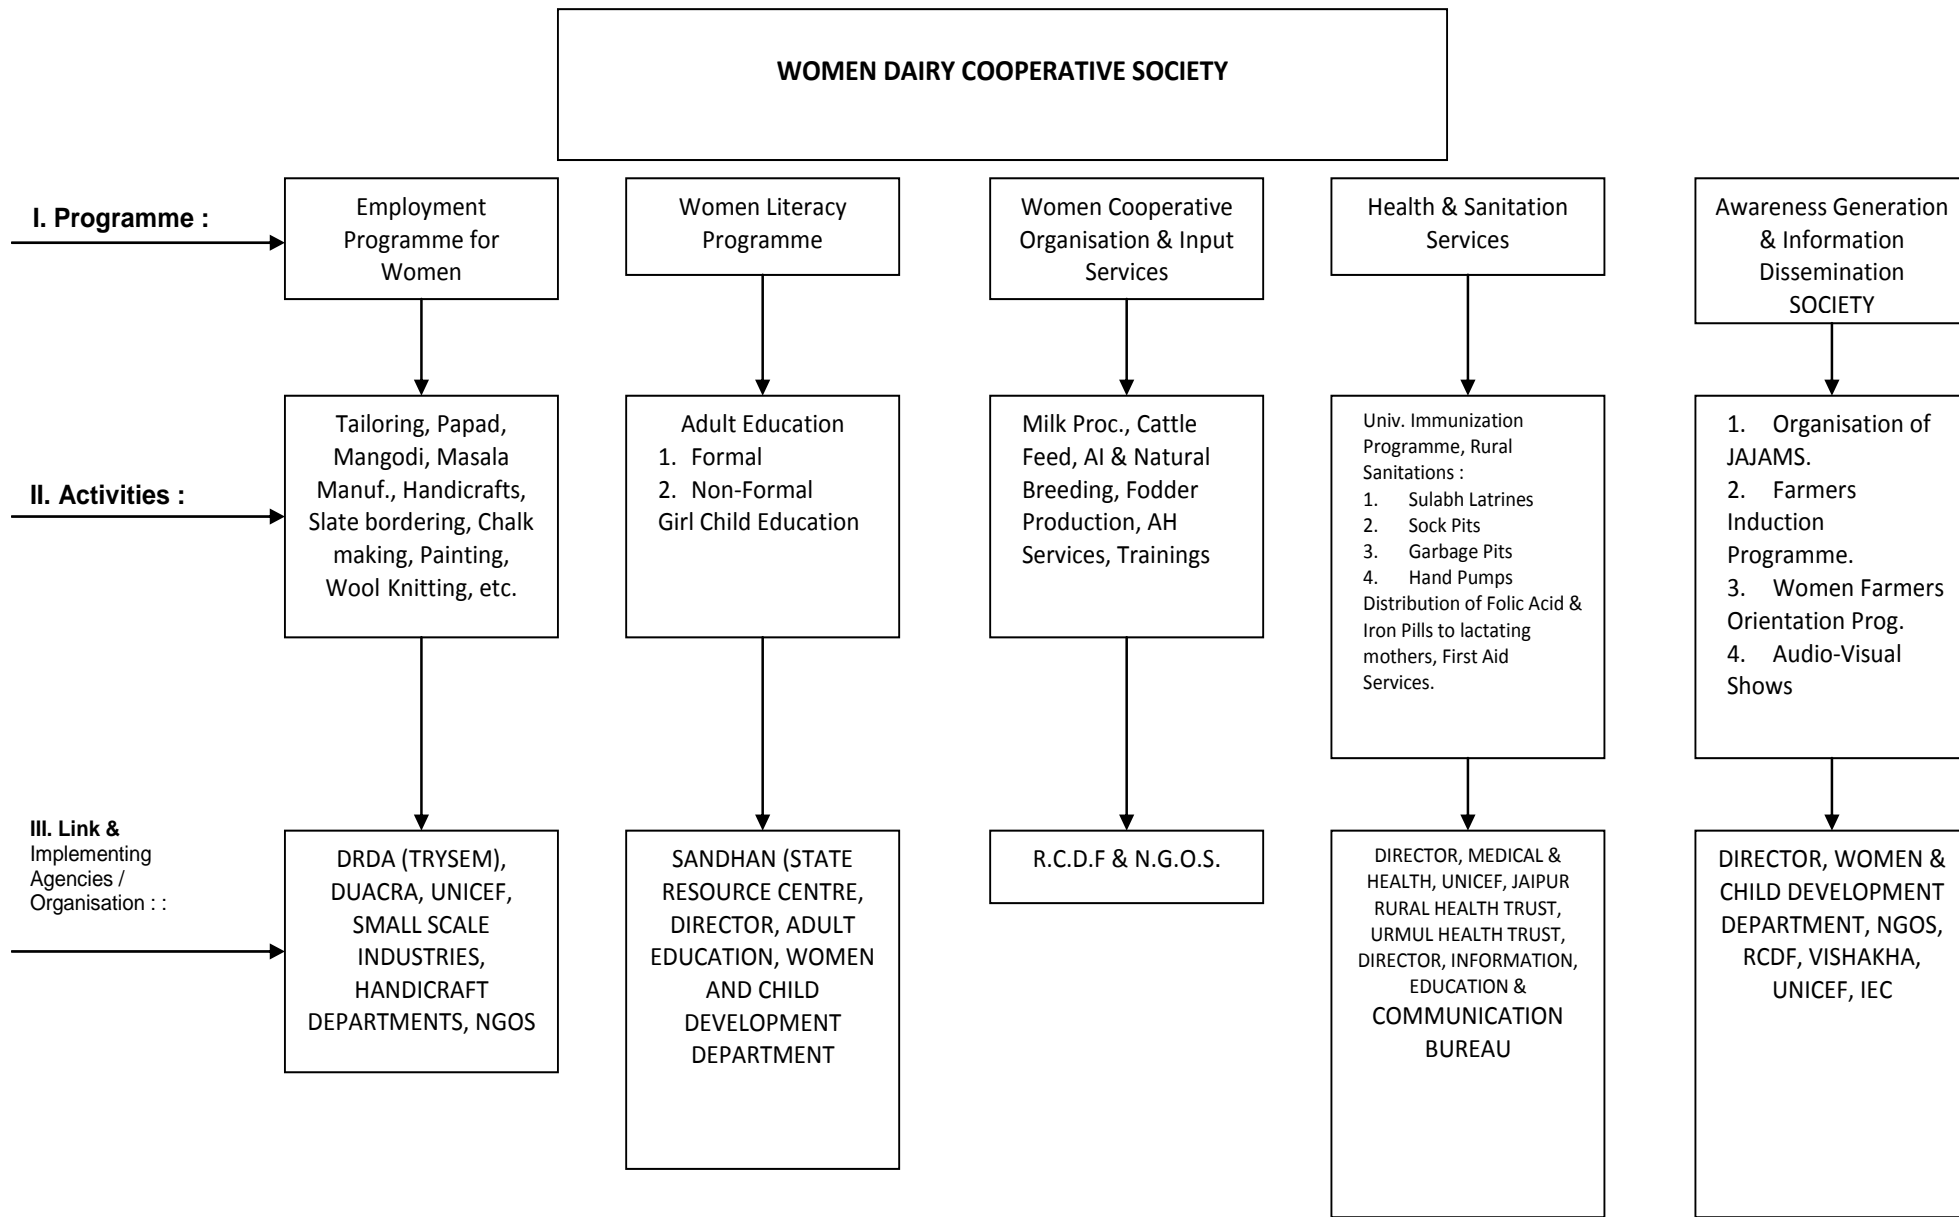 WOMEN DAIRY COOPERATIVE SOCIETY
I. Programme :
Employment
Programme for
Women
Women Literacy
Programme
Women Cooperative
Organisation & Input
Services
Health & Sanitation
Services
Awareness Generation
& Information
Dissemination
SOCIETY
II. Activities :
Tailoring, Papad,
Mangodi, Masala
Manuf., Handicrafts,
Slate bordering, Chalk
making, Painting,
Wool Knitting, etc.
Adult Education
1. Formal
2. Non-Formal
Girl Child Education
Milk Proc., Cattle
Feed, AI & Natural
Breeding, Fodder
Production, AH
Services, Trainings
Univ. Immunization
Programme, Rural
Sanitations :
1. Sulabh Latrines
2. Sock Pits
3. Garbage Pits
4. Hand Pumps
Distribution of Folic Acid &
Iron Pills to lactating
mothers, First Aid
Services.
1. Organisation of
JAJAMS.
2. Farmers
Induction
Programme.
3. Women Farmers
Orientation Prog.
4. Audio-Visual
Shows
III. Link &
Implementing
Agencies /
Organisation : :
DRDA (TRYSEM),
DUACRA, UNICEF,
SMALL SCALE
INDUSTRIES,
HANDICRAFT
DEPARTMENTS, NGOS
SANDHAN (STATE
RESOURCE CENTRE,
DIRECTOR, ADULT
EDUCATION, WOMEN
AND CHILD
DEVELOPMENT
DEPARTMENT
R.C.D.F & N.G.O.S.
DIRECTOR, MEDICAL &
HEALTH, UNICEF, JAIPUR
RURAL HEALTH TRUST,
URMUL HEALTH TRUST,
DIRECTOR, INFORMATION,
EDUCATION &
COMMUNICATION
BUREAU
DIRECTOR, WOMEN &
CHILD DEVELOPMENT
DEPARTMENT, NGOS,
RCDF, VISHAKHA,
UNICEF, IEC